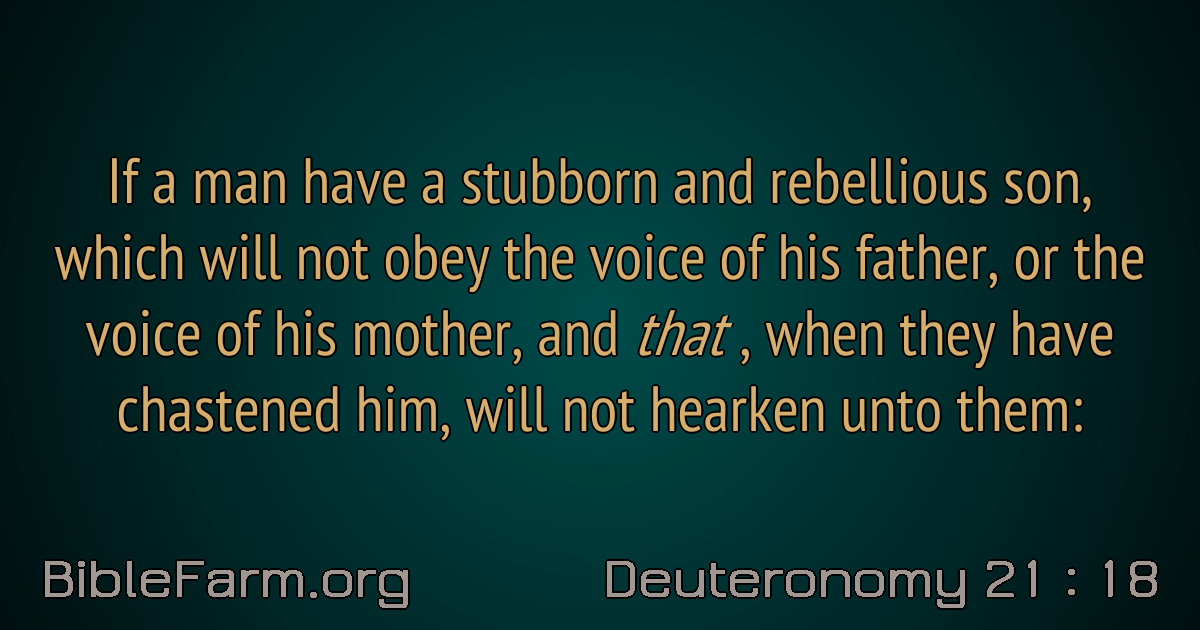 If a man have a stubborn and rebellious son,
which will not obey the voice of his father, or the
voice of his mother, and that , when they have
chastened him, will not hearken unto them:
BibleFarm.org
Deuteronomy 21 : 18